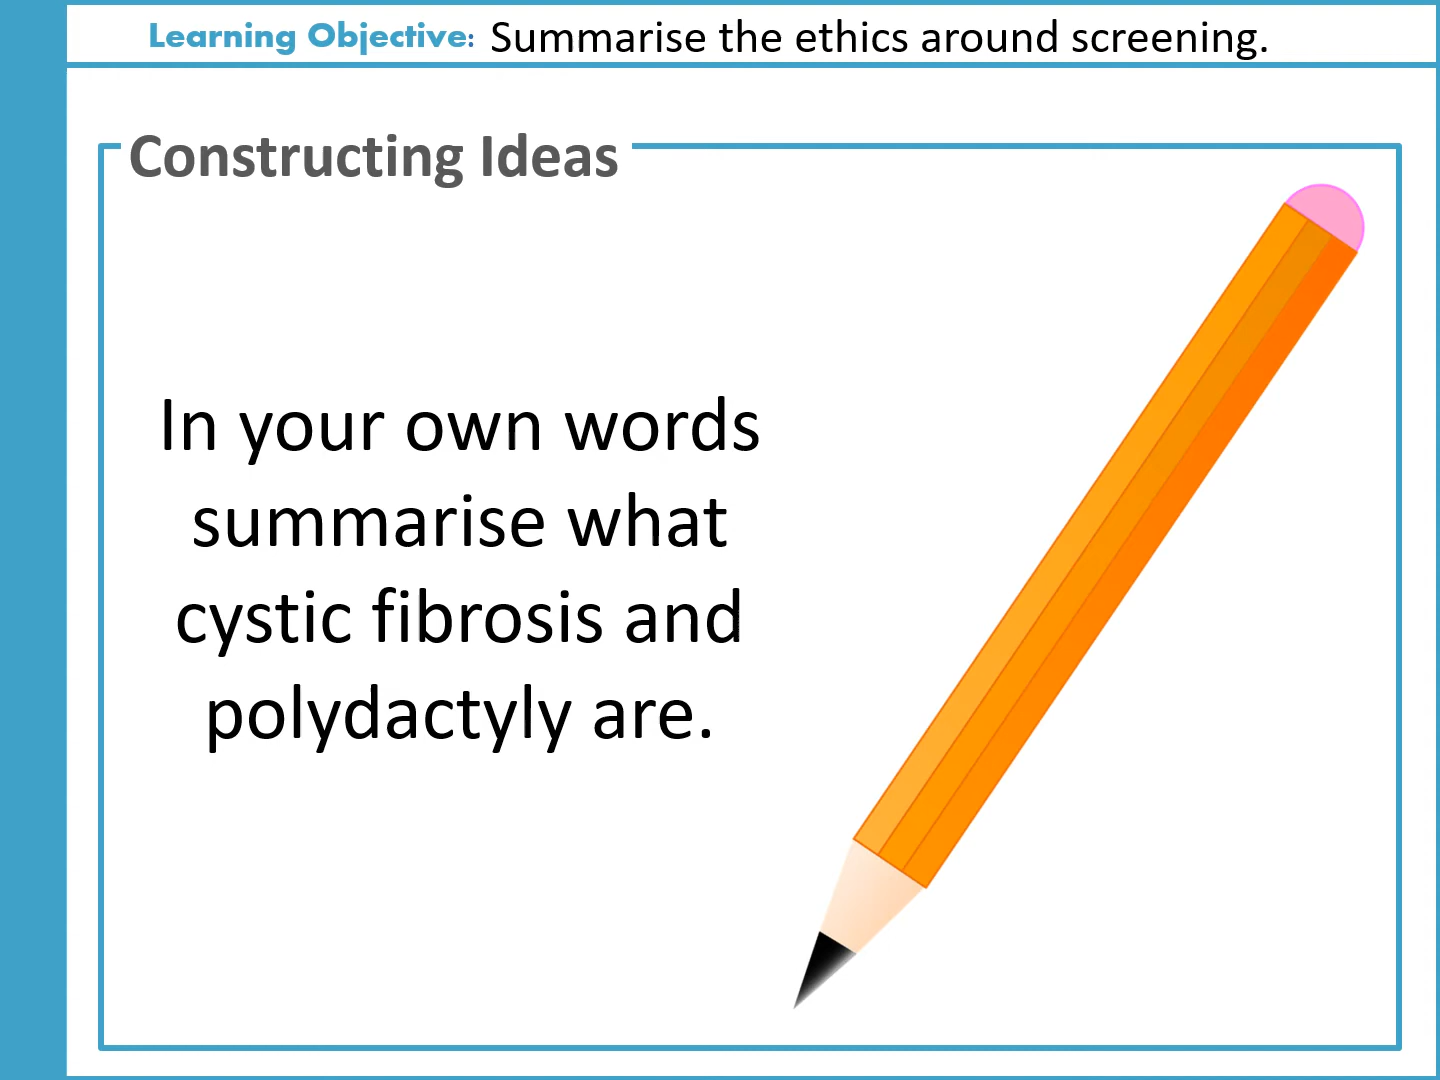 Learning Objective: Summarise the ethics around screening.
Constructing Ideas
In your own words
summarise what
cystic fibrosis and
polydactyly are.